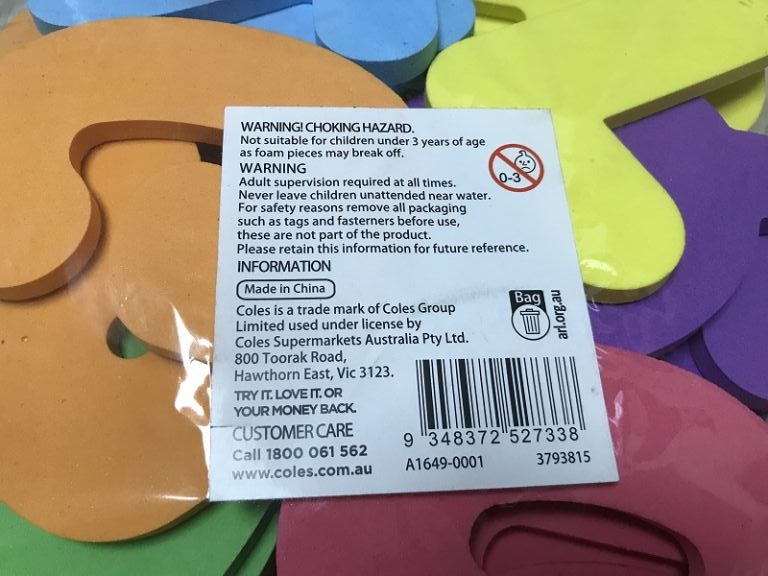 WARNING! CHOKING HAZARD.
Not suitable for children under 3 years of age
as foam pieces may break off.
0-3
WARNING
Adult supervision required at all times.
Never leave children unattended near water.
For safety reasons remove all packaging
such as tags and fasterners before use,
these are not part of the product.
Please retain this information for future reference.
INFORMATION
Made in China
Coles is a trade mark of Coles Group
Limited used under license by
Coles Supermarkets Australia Pty Ltd.
800 Toorak Road,
Hawthorn East, Vic 3123.
Bag
arl.org.au
TRY IT. LOVE IT. OR
YOUR MONEY BACK.
CUSTOMER CARE
Call 1800 061 562
www.coles.com.au
9 348372 527338
A1649-0001 3793815